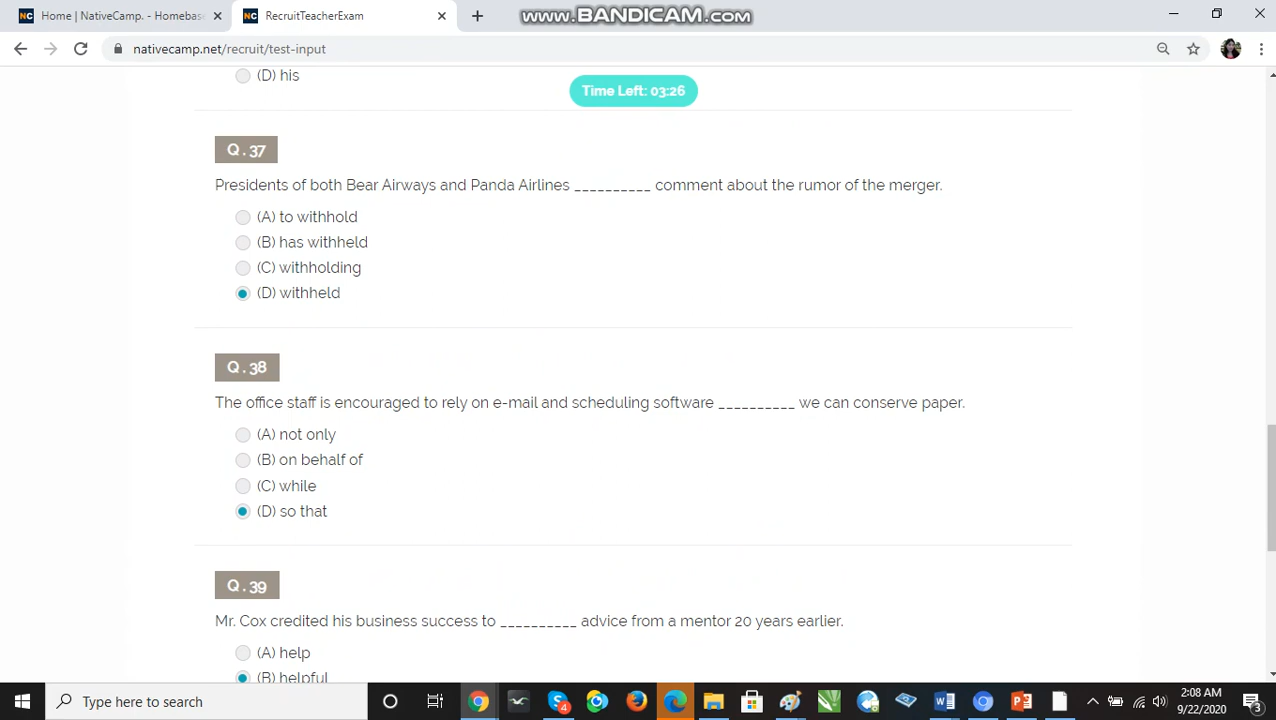 Home | NativeCamp. - Homebase
RecruitTeacherExam
www.BANDICAM.com
nativecamp.net/recruit/test-input
(D) his
Time Left: 03:26
Q . 37
Presidents of both Bear Airways and Panda Airlines __________ comment about the rumor of the merger.
(A) to withhold
(B) has withheld
(C) withholding
(D) withheld
Q . 38
The office staff is encouraged to rely on e-mail and scheduling software __________ we can conserve paper.
(A) not only
(B) on behalf of
(C) while
(D) so that
Q . 39
Mr. Cox credited his business success to __________ advice from a mentor 20 years earlier.
(A) help
(B) helpful
Type here to search
2:08 AM
9/22/2020